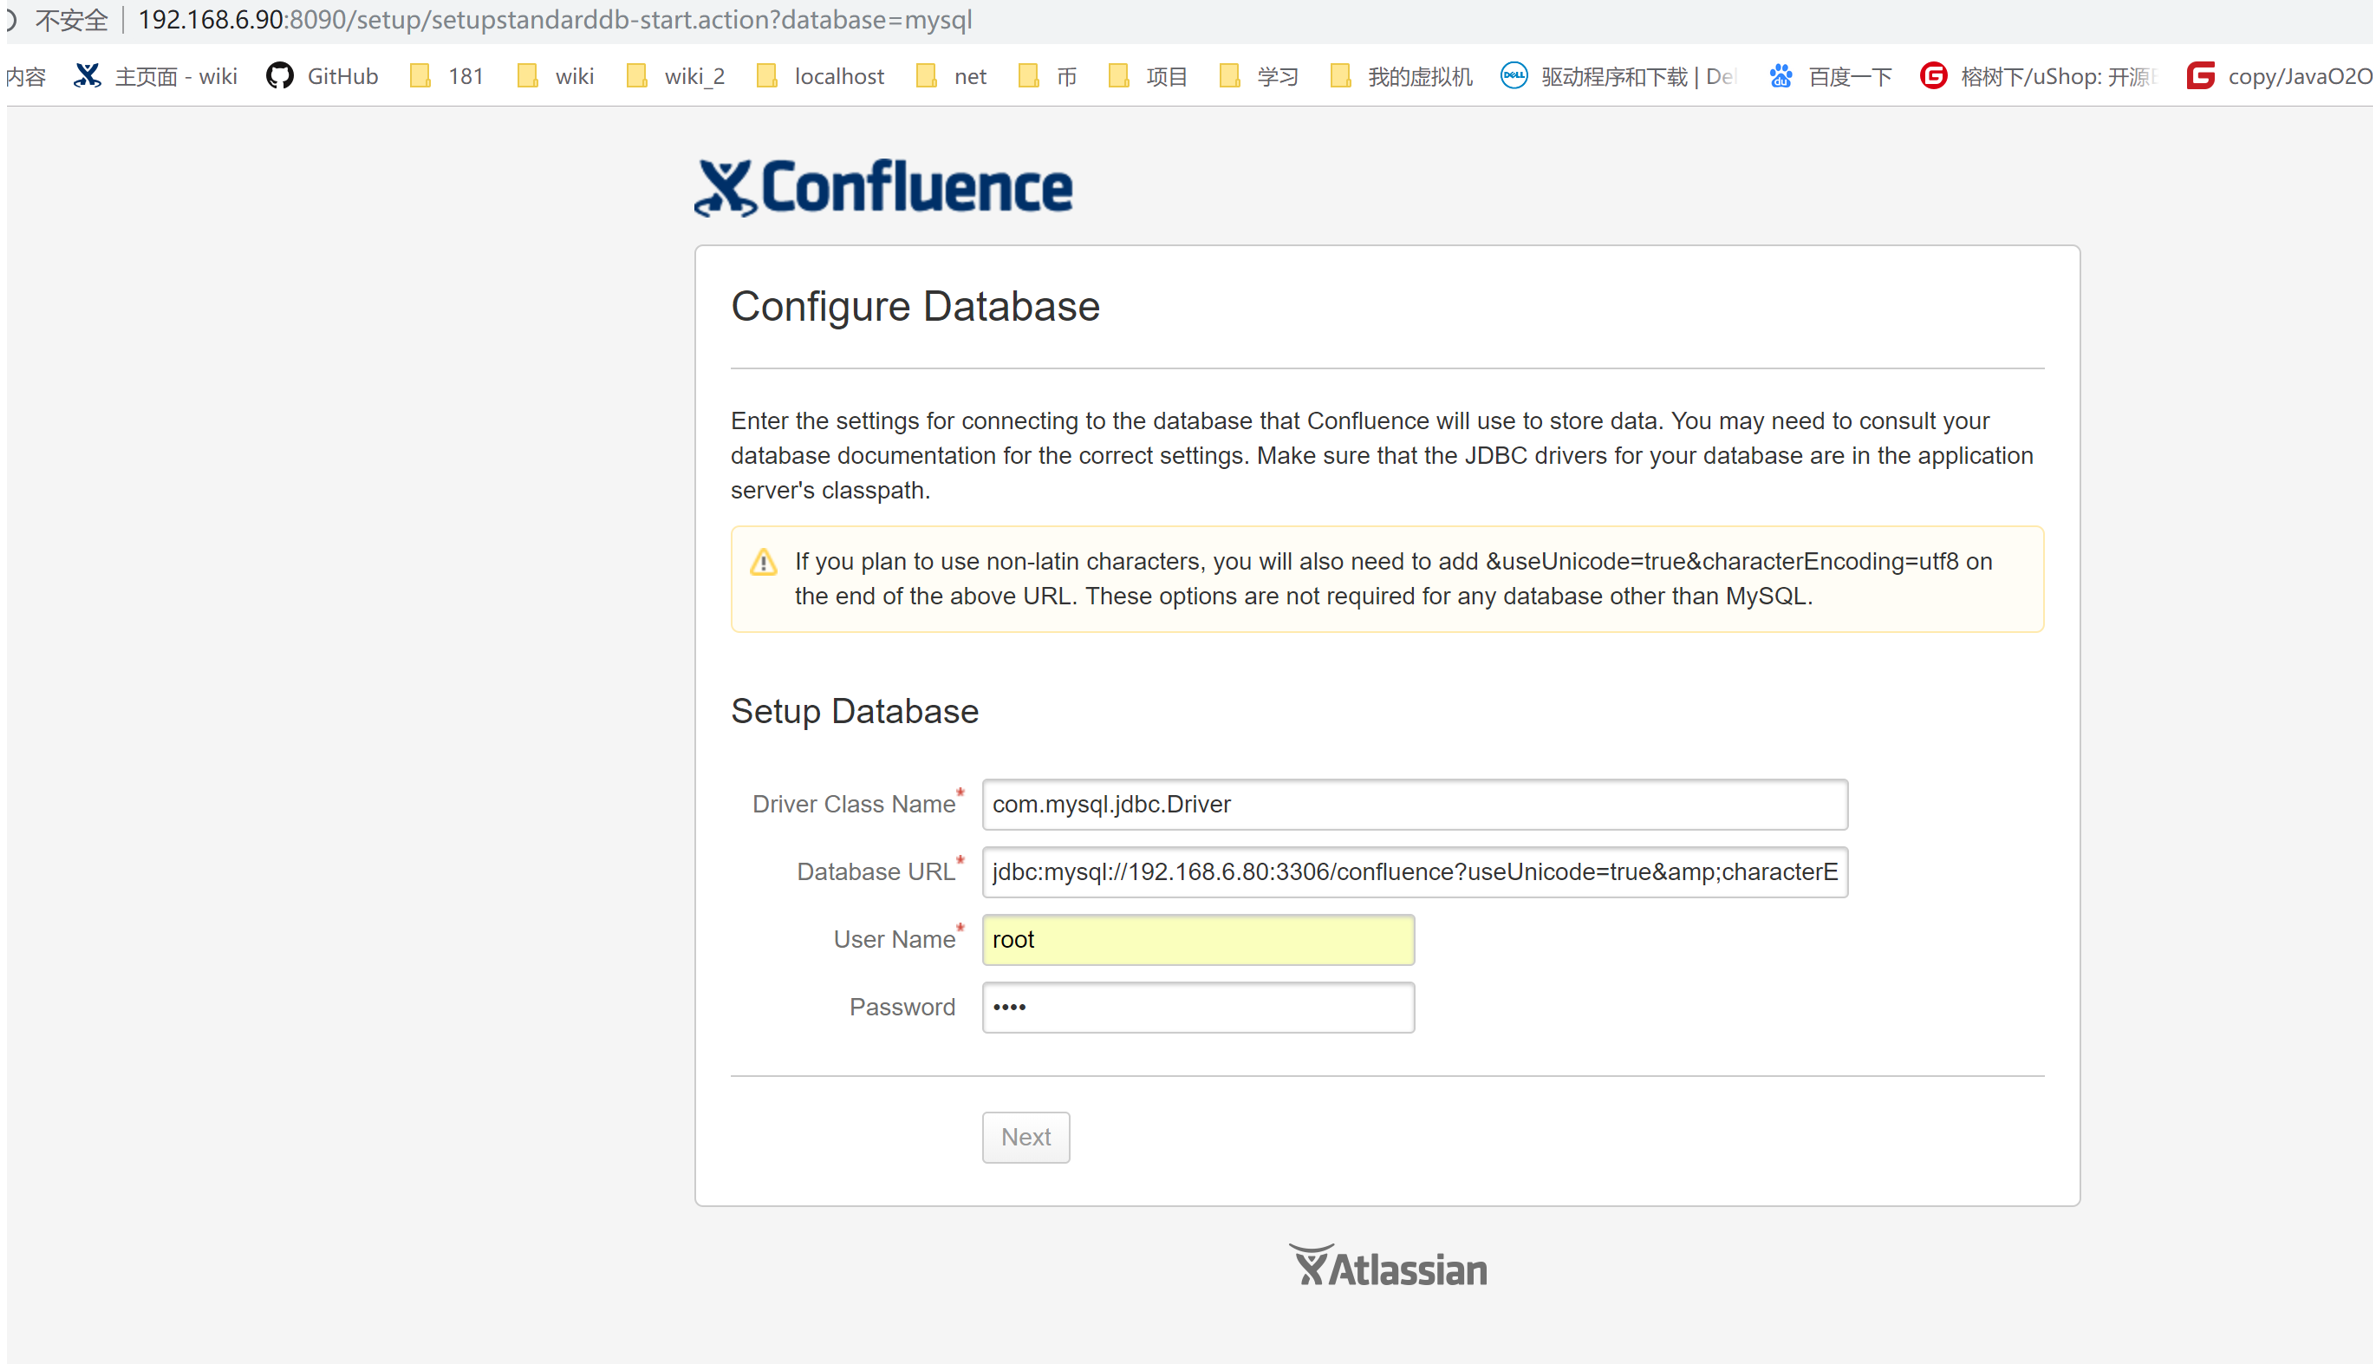 不安全 192.168.6.90:8090/setup/setupstandarddb-start.action?database=mysql
内容 主页面 - wiki GitHub 181 wiki wiki_2 localhost net 币 项目 学习 我的虚拟机 DELL 驱动程序和下载 | De du 百度一下 G 榕树下/uShop: 开源 G copy/JavaO2O
Confluence
Configure Database
Enter the settings for connecting to the database that Confluence will use to store data. You may need to consult your
database documentation for the correct settings. Make sure that the JDBC drivers for your database are in the application
server's classpath.
If you plan to use non-latin characters, you will also need to add &useUnicode=true&characterEncoding=utf8 on
the end of the above URL. These options are not required for any database other than MySQL.
Setup Database
Driver Class Name* com.mysql.jdbc.Driver
Database URL* jdbc:mysql://192.168.6.80:3306/confluence?useUnicode=true&amp;characterE
User Name* root
Password ••••
Next
Atlassian